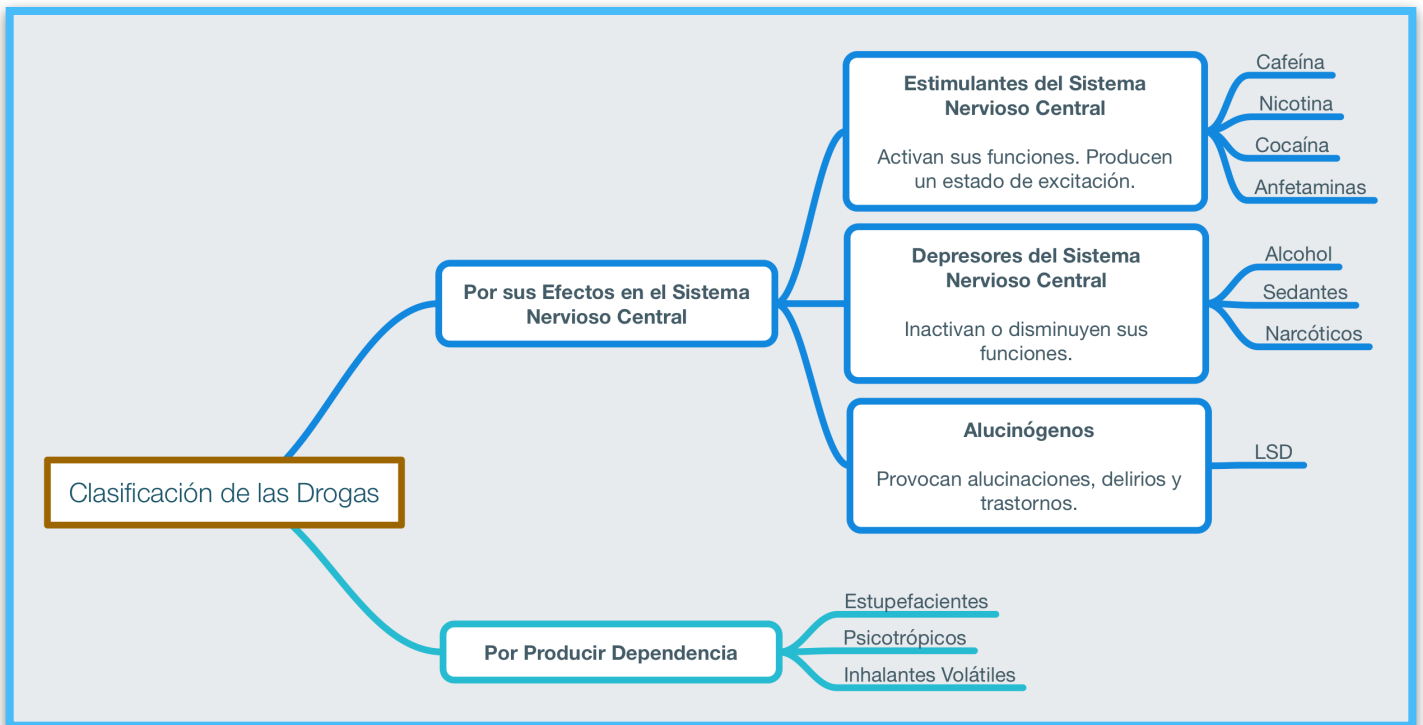 Clasificación de las Drogas
Por sus Efectos en el Sistema
Nervioso Central
Estimulantes del Sistema
Nervioso Central
Activan sus funciones. Producen
un estado de excitación.
Cafeína
Nicotina
Cocaína
Anfetaminas
Depresores del Sistema
Nervioso Central
Inactivan o disminuyen sus
funciones.
Alcohol
Sedantes
Narcóticos
Alucinógenos
Provocan alucinaciones, delirios y
trastornos.
LSD
Por Producir Dependencia
Estupefacientes
Psicotrópicos
Inhalantes Volátiles